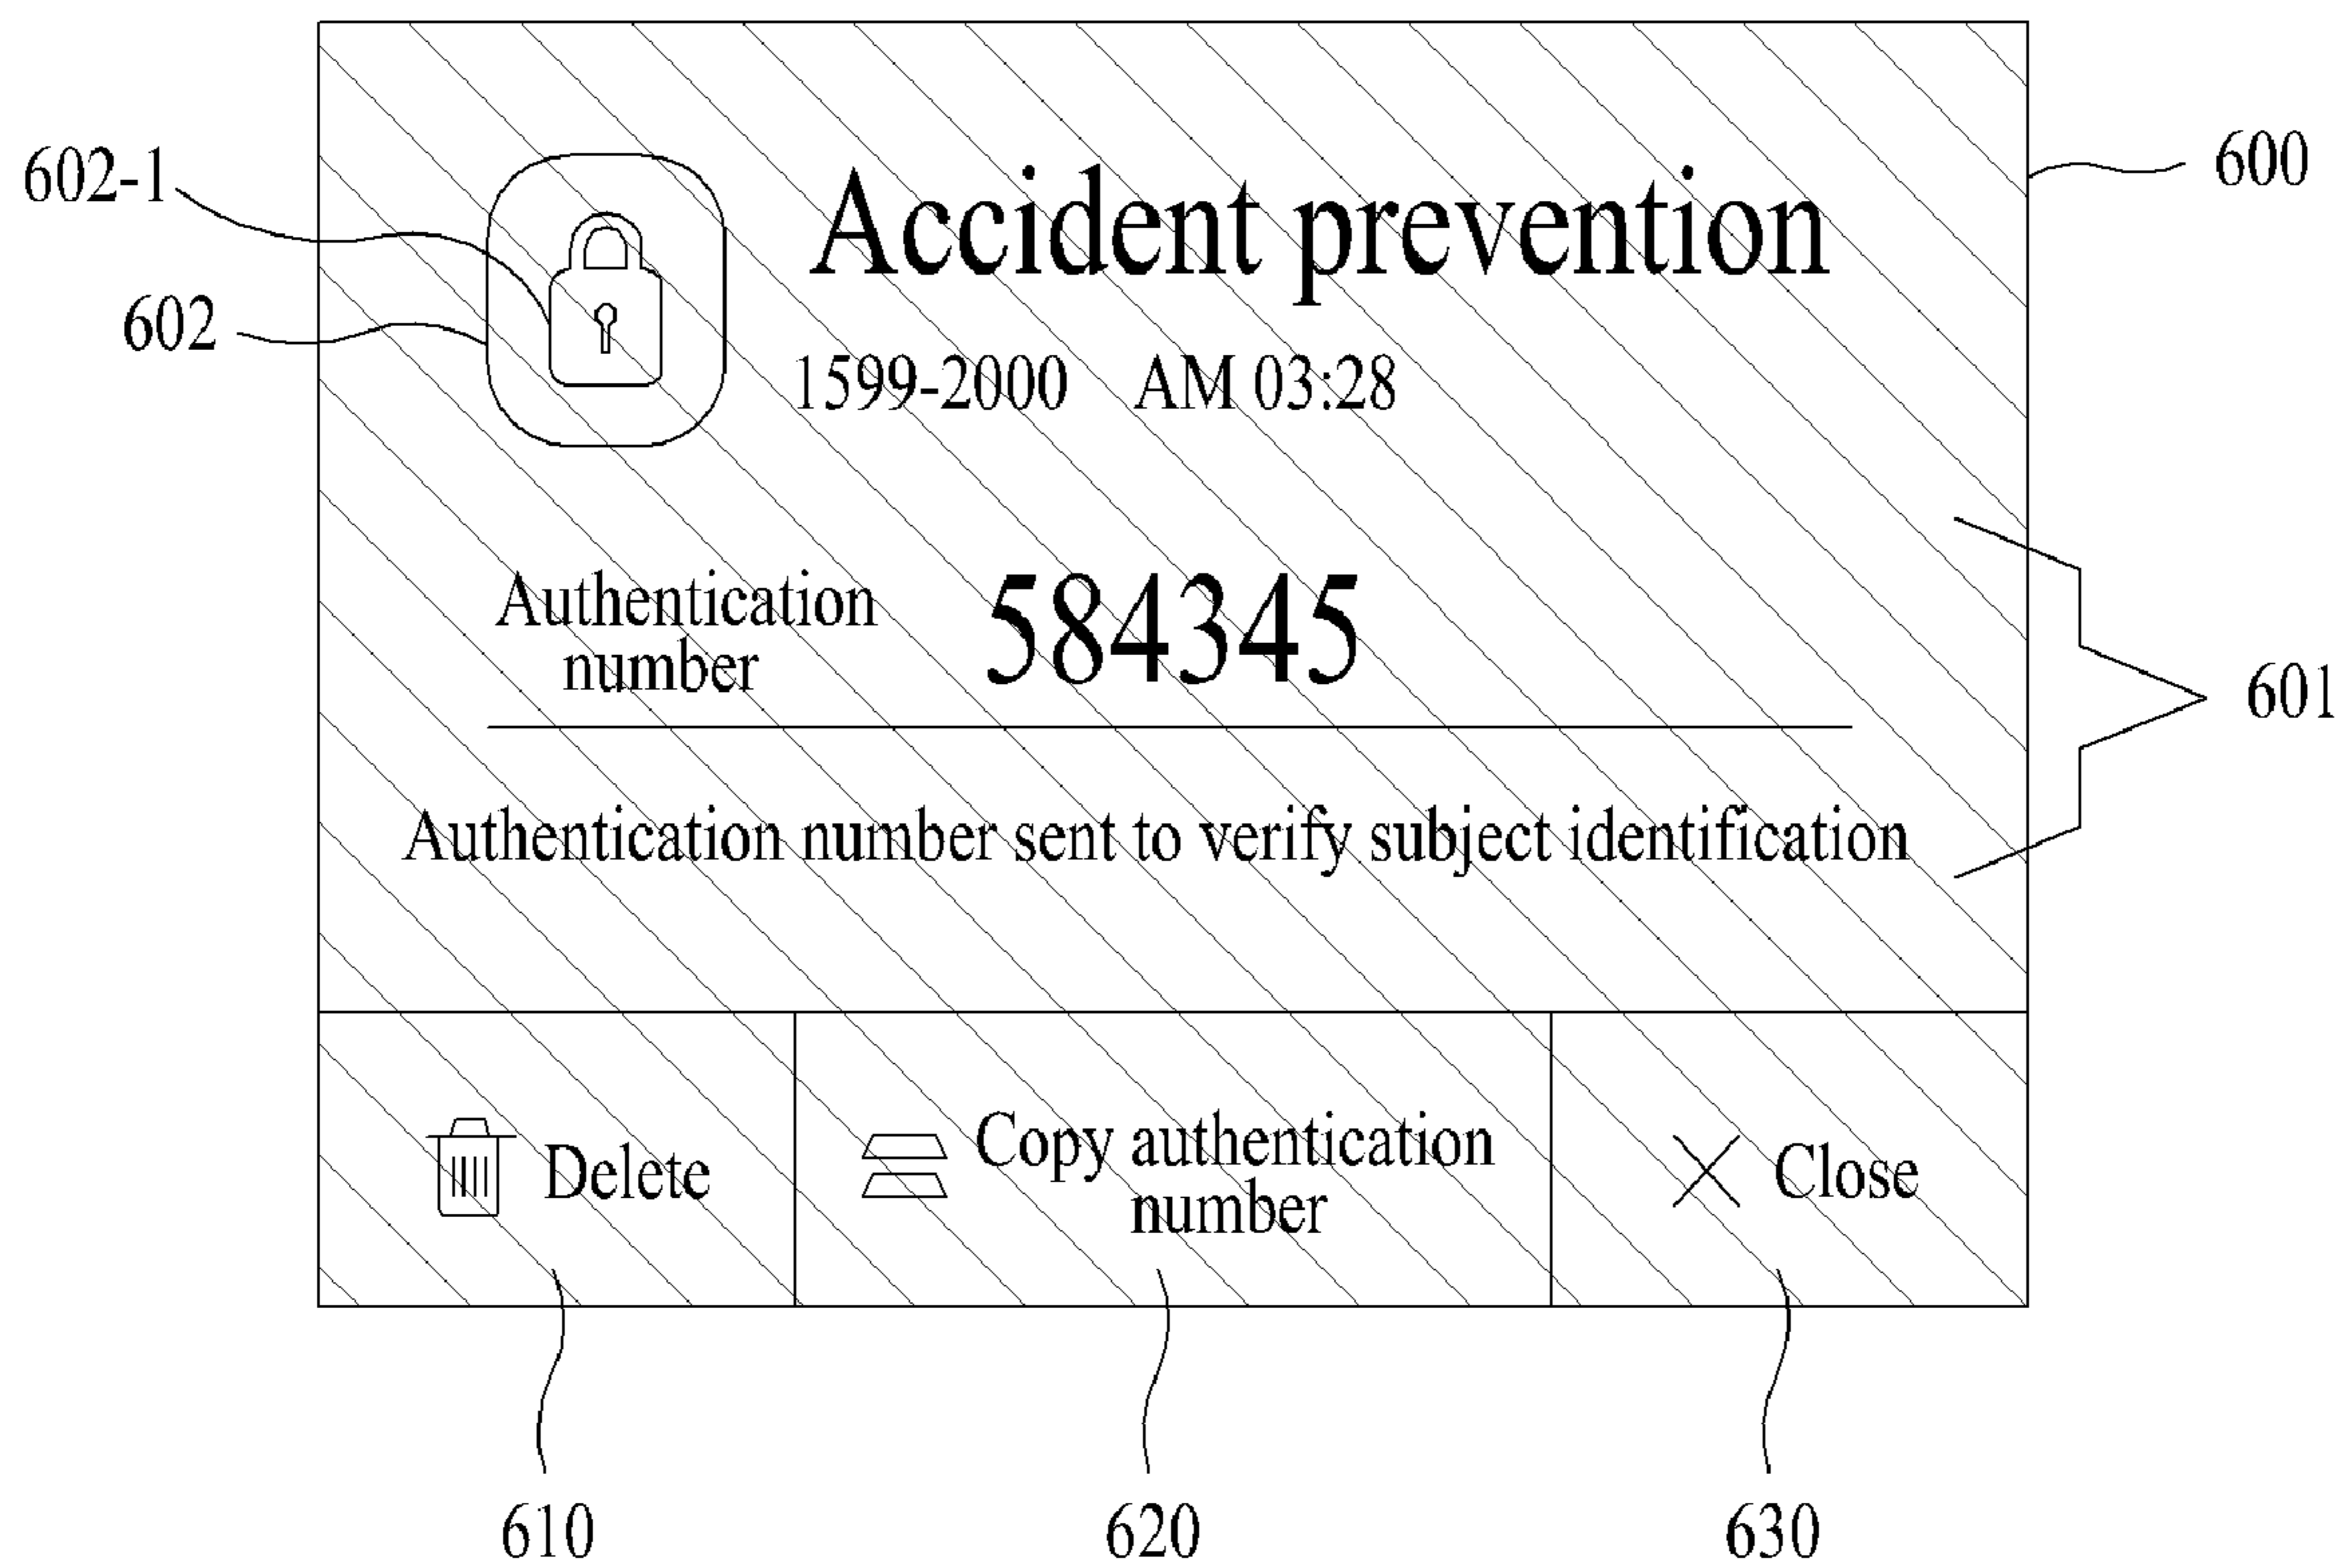 602-1
602
600
Accident prevention
1599-2000 AM 03:28
Authentication
number
584345
601
Authentication number sent to verify subject identification
Delete
Copy authentication
number
Close
610
620
630